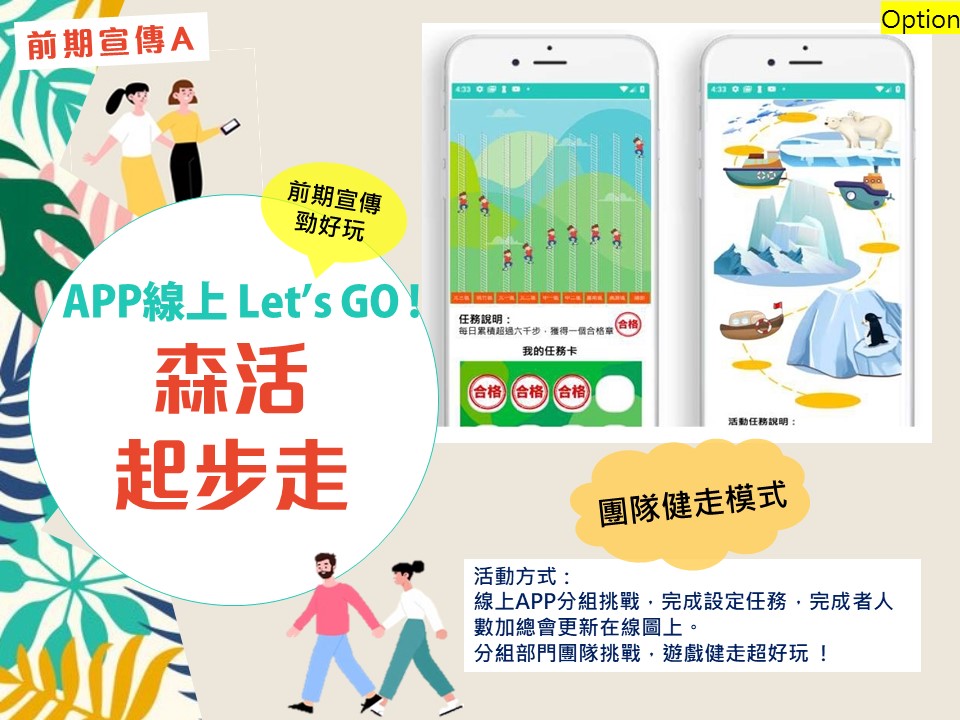 Option
前期宣傳A
前期宣傳
勁好玩
APP線上 Let's GO!
森活
起步走
4:33
任務說明：
每日累積超過六千步，獲得一個合格章
合格
我的任務卡
合格 合格 合格
4:33
活動任務說明：
團隊健走模式
活動方式：
線上APP分組挑戰，完成設定任務，完成者人
數加總會更新在線圖上。
分組部門團隊挑戰，遊戲健走超好玩！